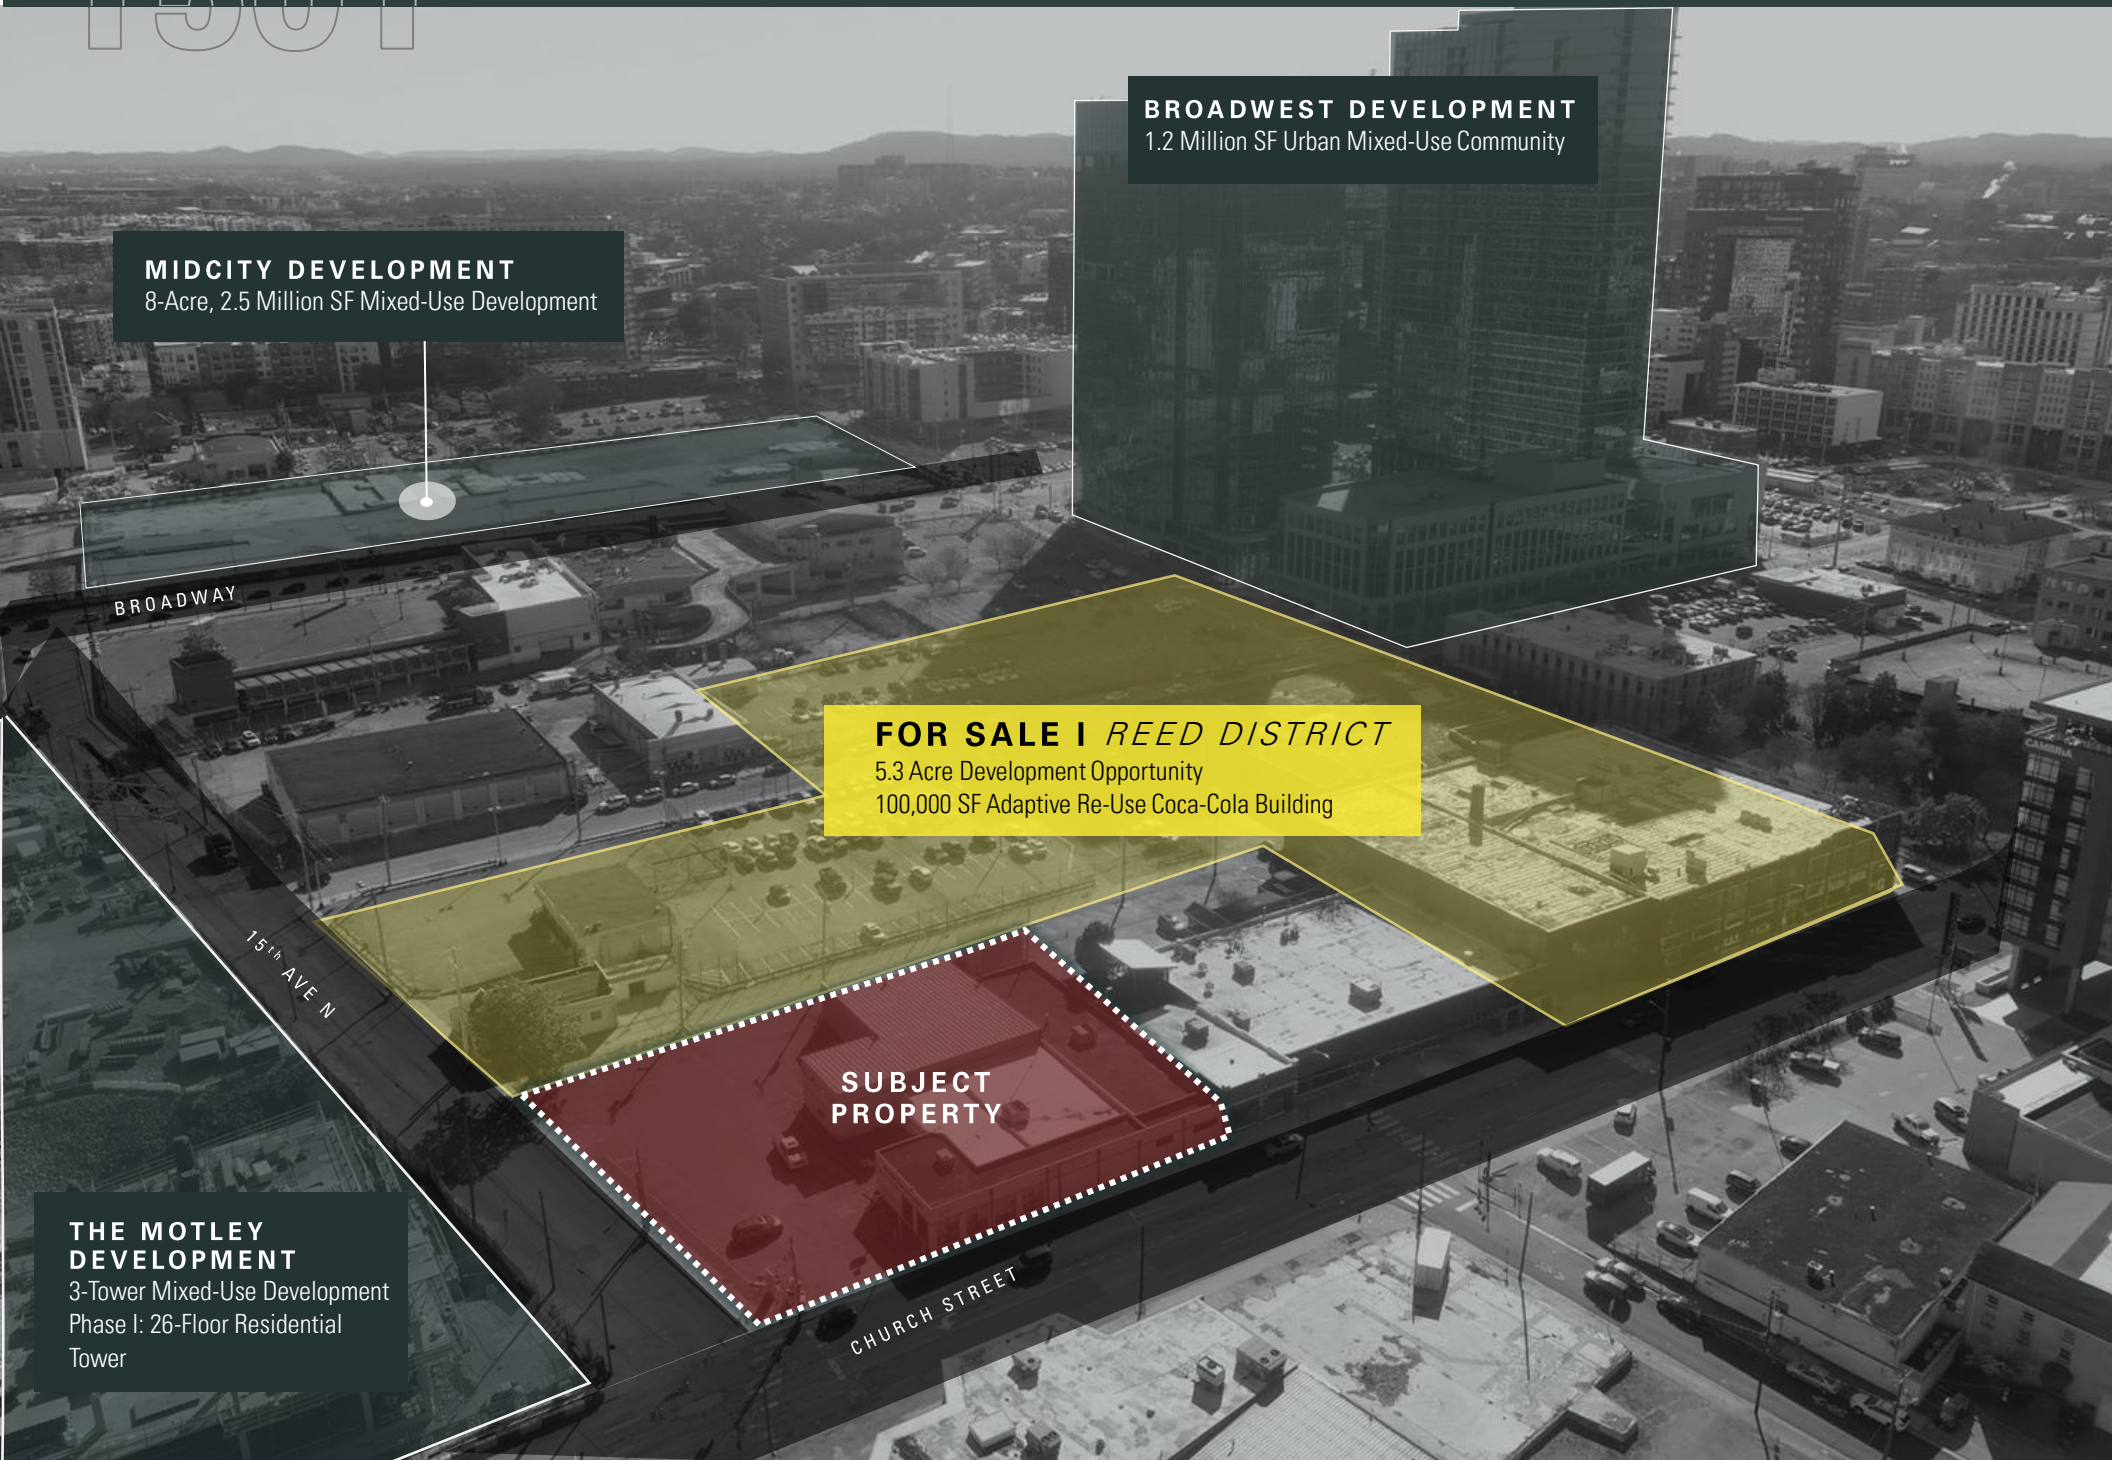 1501
BROADWEST DEVELOPMENT
1.2 Million SF Urban Mixed-Use Community
MIDCITY DEVELOPMENT
8-Acre, 2.5 Million SF Mixed-Use Development
BROADWAY
FOR SALE I REED DISTRICT
5.3 Acre Development Opportunity
100,000 SF Adaptive Re-Use Coca-Cola Building
CAMBRIA
15th AVE N
SUBJECT
PROPERTY
THE MOTLEY
DEVELOPMENT
3-Tower Mixed-Use Development
Phase I: 26-Floor Residential
Tower
CHURCH STREET